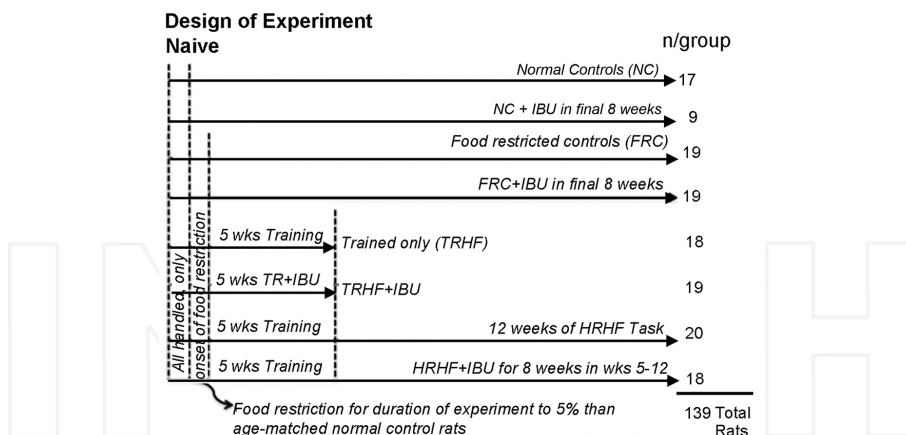 Design of Experiment
Naive
n/group
Normal Controls (NC)
17
NC + IBU in final 8 weeks
9
Food restricted controls (FRC)
19
FRC+IBU in final 8 weeks
19
5 wks Training
Trained only (TRHF)
18
5 wks TR+IBU
TRHF+IBU
19
5 wks Training
12 weeks of HRHF Task
20
5 wks Training
HRHF+IBU for 8 weeks in wks 5-12
18
All handled, only
onset of food restriction
Food restriction for duration of experiment to 5% than
age-matched normal control rats
139 Total
Rats